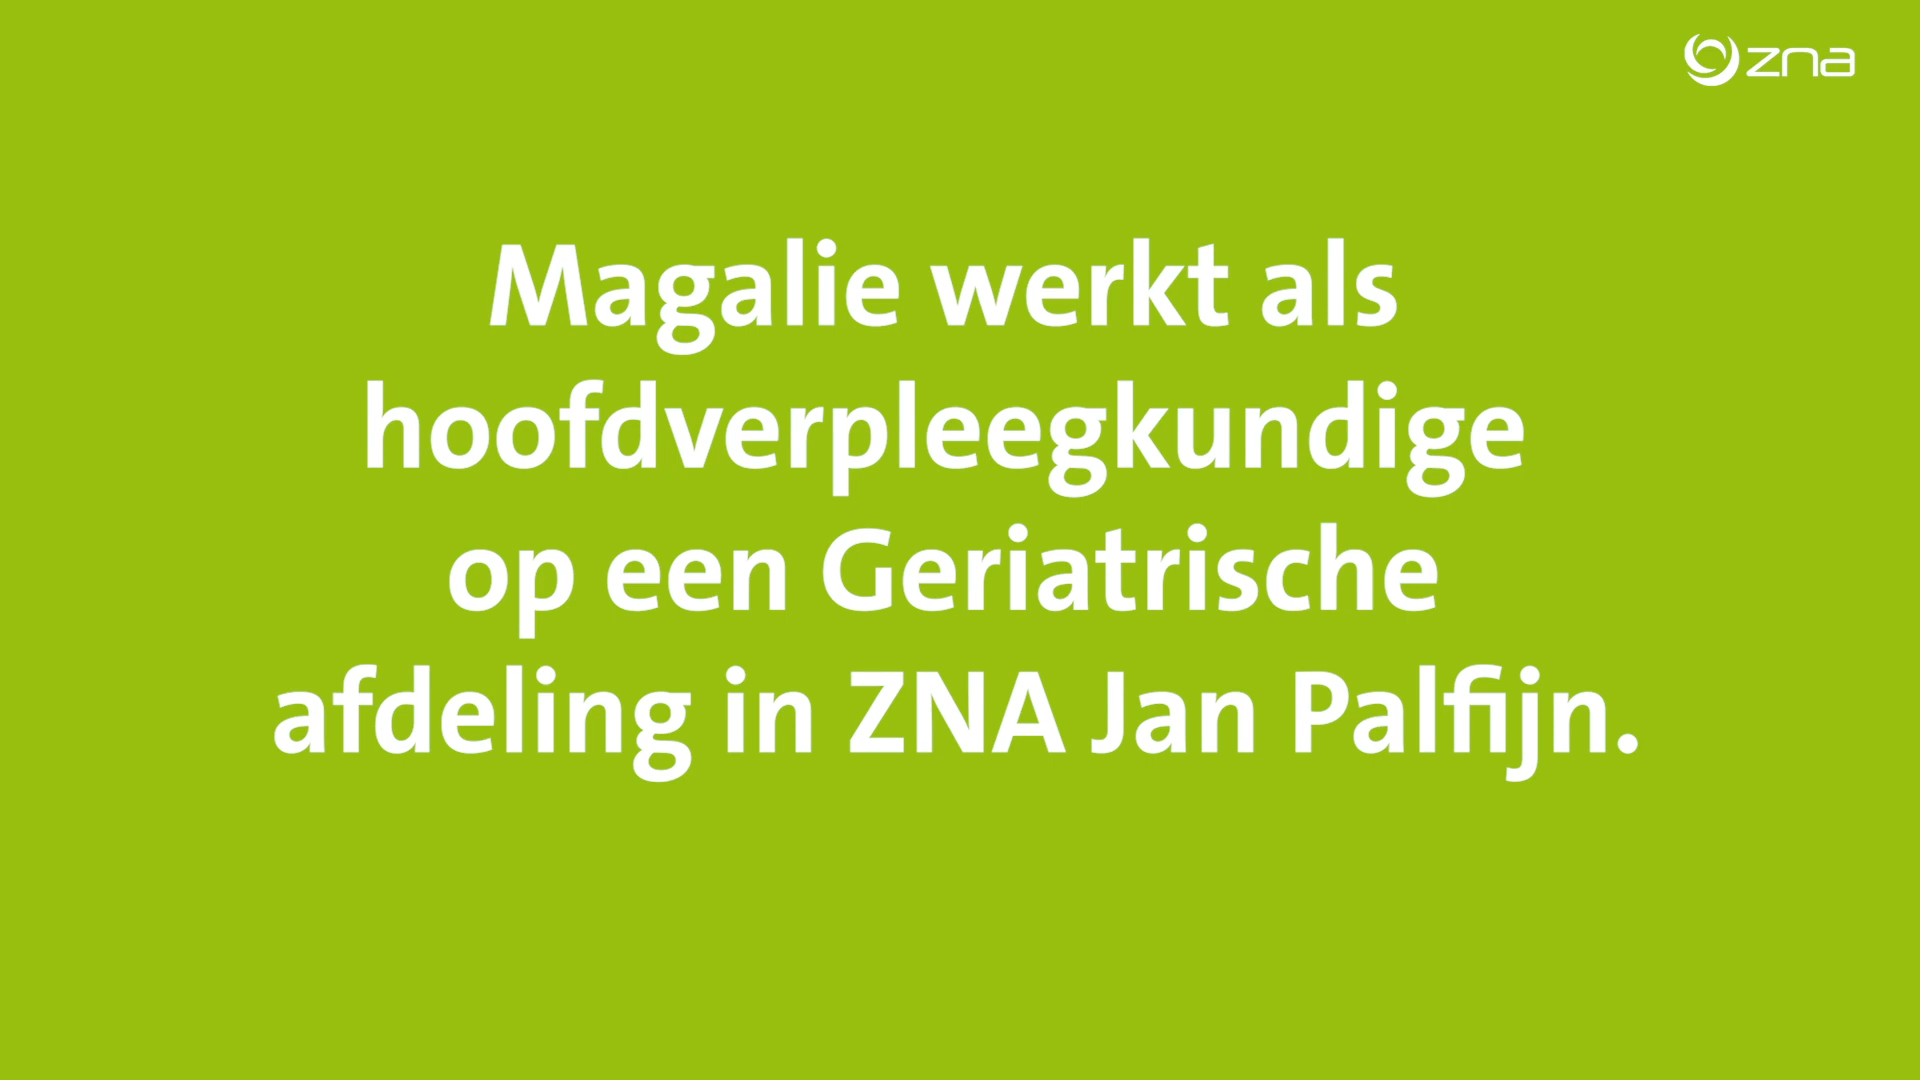 zna
Magalie werkt als
hoofdverpleegkundige
op een Geriatrische
afdeling in ZNA Jan Palfijn.